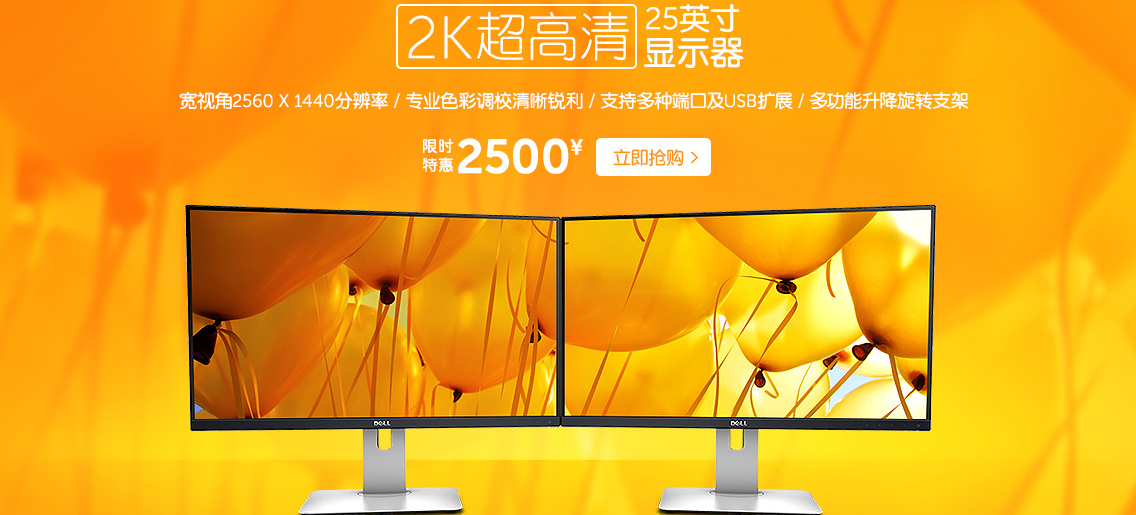 2K超高清 25英寸
显示器
宽视角2560 X 1440分辨率 / 专业色彩调校清晰锐利 / 支持多种端口及USB扩展 / 多功能升降旋转支架
限时
特惠 2500¥ 立即抢购 >
DELL
DELL